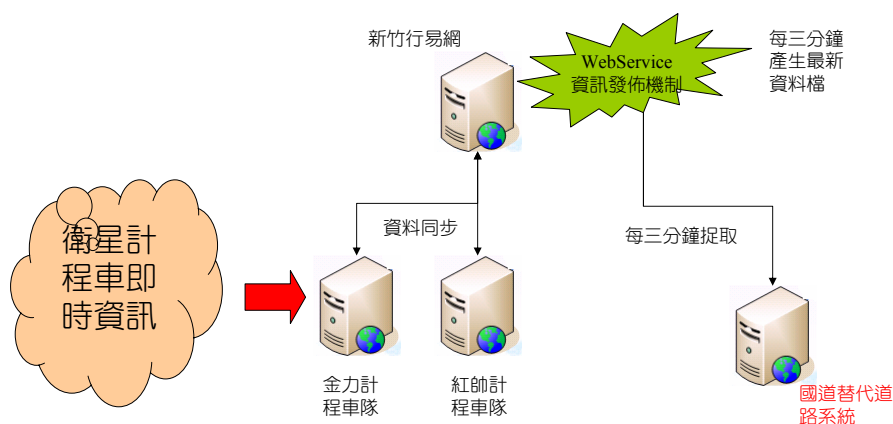 新竹行易網
WebService
資訊發佈機制
每三分鐘
產生最新
資料檔
衛星計
程車即
時資訊
資料同步
每三分鐘捉取
金力計
程車隊
紅帥計
程車隊
國道替代道
路系統